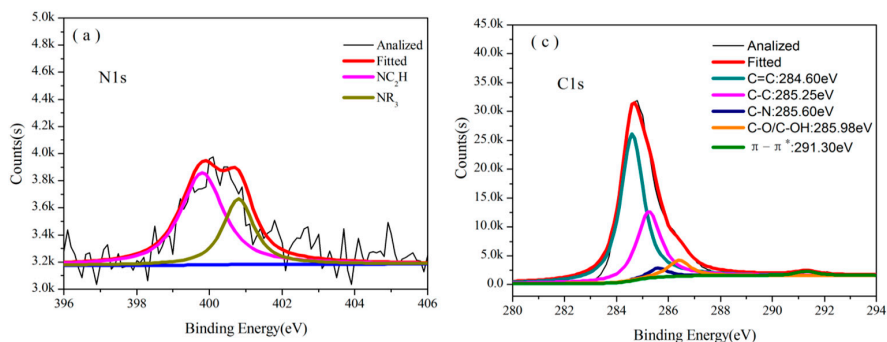 ( a )
N1s
Analized
Fitted
NC2H
NR3
5.0k
4.8k
4.6k
4.4k
4.2k
4.0k
3.8k
3.6k
3.4k
3.2k
3.0k
Counts(s)
396 398 400 402 404 406
Binding Energy(eV)
( c )
C1s
Analized
Fitted
C=C:284.60eV
C-C:285.25eV
C-N:285.60eV
C-O/C-OH:285.98eV
π-π*:291.30eV
45.0k
40.0k
35.0k
30.0k
25.0k
20.0k
15.0k
10.0k
5.0k
0.0
Counts(s)
280 282 284 286 288 290 292 294
Binding Energy(eV)